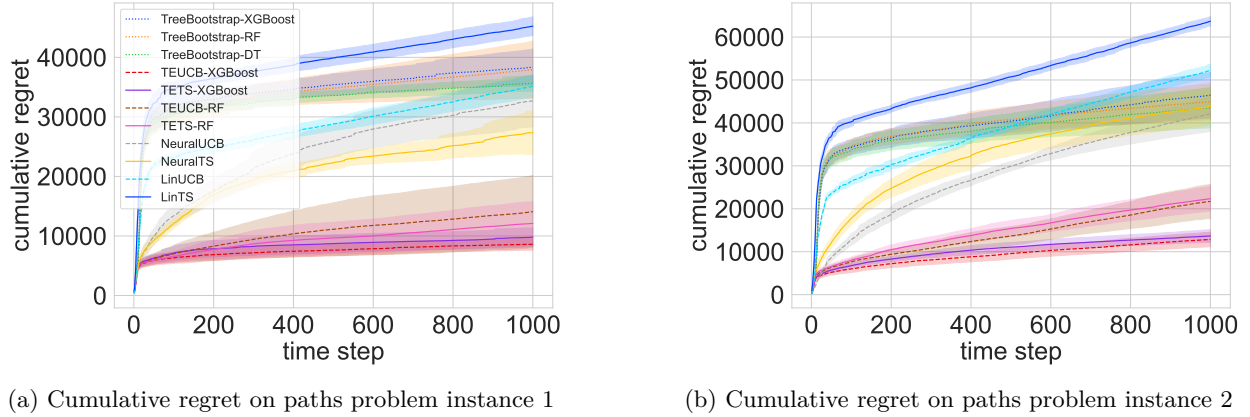 TreeBootstrap-XGBoost
TreeBootstrap-RF
TreeBootstrap-DT
TEUCB-XGBoost
TETS-XGBoost
TEUCB-RF
TETS-RF
NeuralUCB
NeuralTS
LinUCB
LinTS
cumulative regret
40000
30000
20000
10000
0
0 200 400 600 800 1000
time step
(a) Cumulative regret on paths problem instance 1
cumulative regret
60000
50000
40000
30000
20000
10000
0
0 200 400 600 800 1000
time step
(b) Cumulative regret on paths problem instance 2